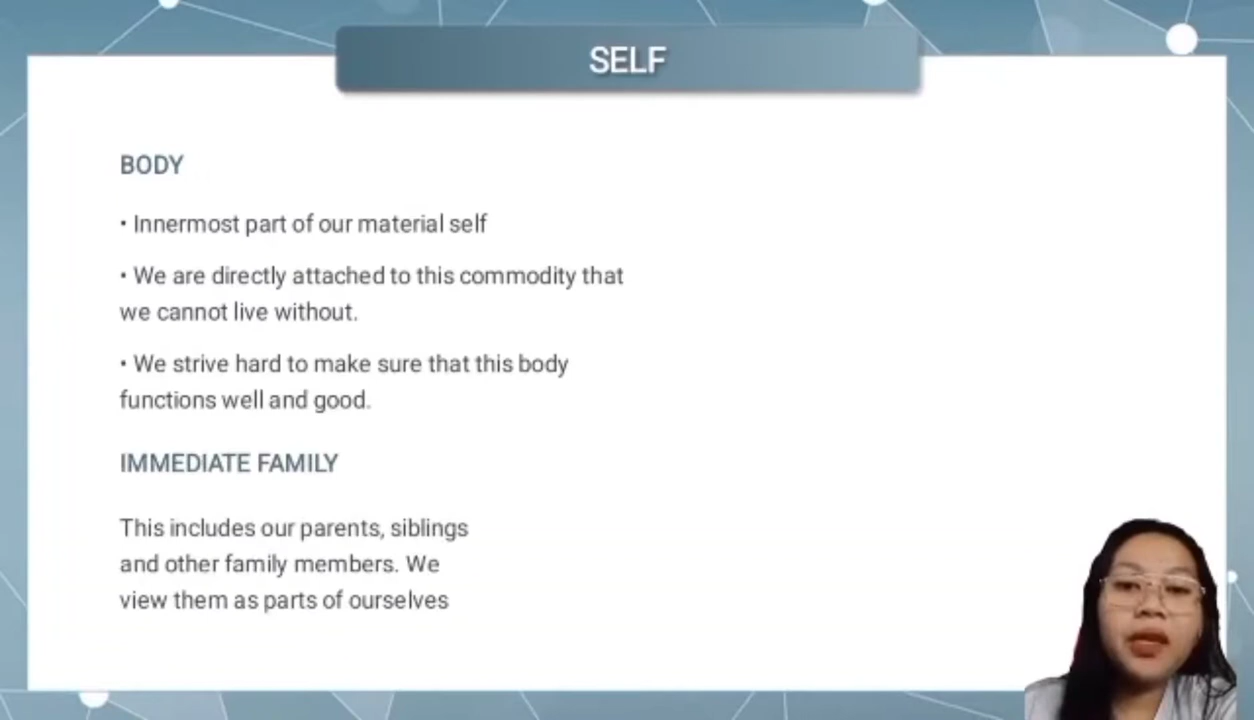 SELF
BODY
• Innermost part of our material self
• We are directly attached to this commodity that
we cannot live without.
• We strive hard to make sure that this body
functions well and good.
IMMEDIATE FAMILY
This includes our parents, siblings
and other family members. We
view them as parts of ourselves